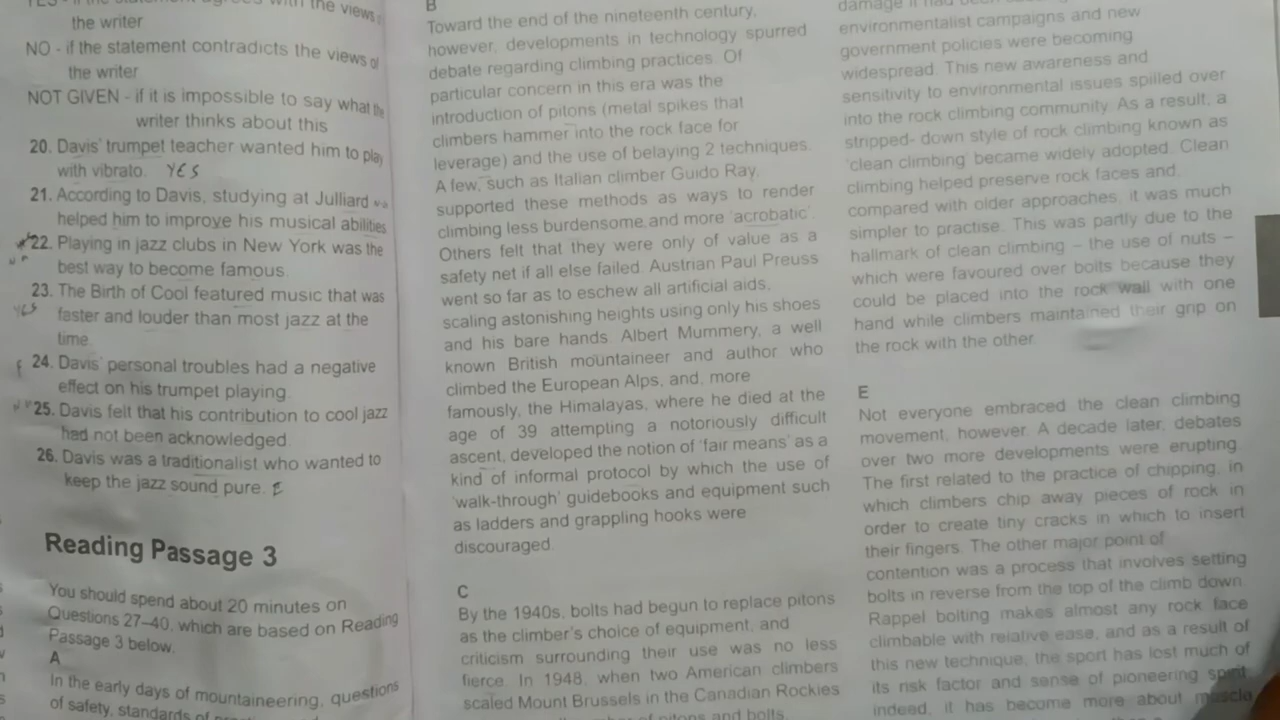 YES - if the statement agrees with the views
the writer
NO - if the statement contradicts the views of
the writer
NOT GIVEN - if it is impossible to say what the
writer thinks about this
20. Davis' trumpet teacher wanted him to play
with vibrato. YES
21. According to Davis, studying at Julliard
helped him to improve his musical abilities
22. Playing in jazz clubs in New York was the
best way to become famous.
23. The Birth of Cool featured music that was
YES
faster and louder than most jazz at the
time.
24. Davis' personal troubles had a negative
effect on his trumpet playing.
25. Davis felt that his contribution to cool jazz
had not been acknowledged.
26. Davis was a traditionalist who wanted to
keep the jazz sound pure.
Reading Passage 3
You should spend about 20 minutes on
Questions 27–40, which are based on Reading
Passage 3 below.
A
In the early days of mountaineering, questions
of safety, standards of
B
Toward the end of the nineteenth century,
however, developments in technology spurred
debate regarding climbing practices. Of
particular concern in this era was the
introduction of pitons (metal spikes that
climbers hammer into the rock face for
leverage) and the use of belaying 2 techniques.
A few, such as Italian climber Guido Ray,
supported these methods as ways to render
climbing less burdensome and more 'acrobatic'.
Others felt that they were only of value as a
safety net if all else failed. Austrian Paul Preuss
went so far as to eschew all artificial aids,
scaling astonishing heights using only his shoes
and his bare hands. Albert Mummery, a well
known British mountaineer and author who
climbed the European Alps, and, more
famously, the Himalayas, where he died at the
age of 39 attempting a notoriously difficult
ascent, developed the notion of 'fair means' as a
kind of informal protocol by which the use of
'walk-through' guidebooks and equipment such
as ladders and grappling hooks were
discouraged.
C
By the 1940s, bolts had begun to replace pitons
as the climber's choice of equipment, and
criticism surrounding their use was no less
fierce. In 1948, when two American climbers
scaled Mount Brussels in the Canadian Rockies
of pitons and bolts,
damage it had been
environmentalist campaigns and new
government policies were becoming
widespread. This new awareness and
sensitivity to environmental issues spilled over
into the rock climbing community. As a result, a
stripped- down style of rock climbing known as
'clean climbing' became widely adopted. Clean
climbing helped preserve rock faces and,
compared with older approaches, it was much
simpler to practise. This was partly due to the
hallmark of clean climbing – the use of nuts –
which were favoured over bolts because they
could be placed into the rock wall with one
hand while climbers maintained their grip on
the rock with the other.
E
Not everyone embraced the clean climbing
movement, however. A decade later, debates
over two more developments were erupting.
The first related to the practice of chipping, in
which climbers chip away pieces of rock in
order to create tiny cracks in which to insert
their fingers. The other major point of
contention was a process that involves setting
bolts in reverse from the top of the climb down.
Rappel bolting makes almost any rock face
climbable with relative ease, and as a result of
this new technique, the sport has lost much of
its risk factor and sense of pioneering spirit;
indeed, it has become more about muscle